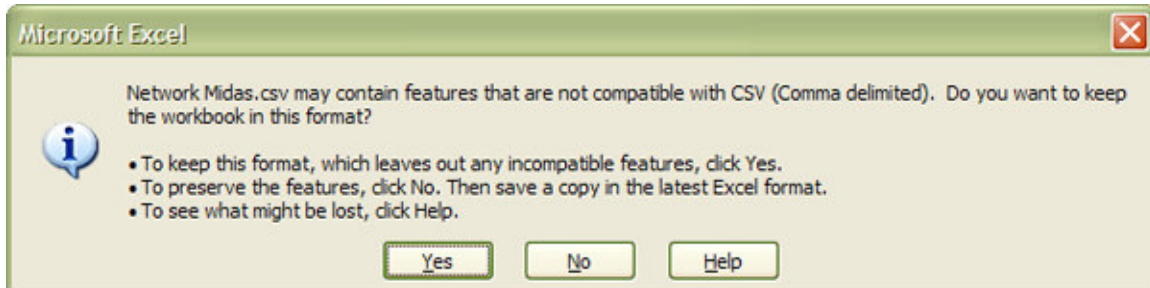 Microsoft Excel
Network Midas.csv may contain features that are not compatible with CSV (Comma delimited).  Do you want to keep
the workbook in this format?
• To keep this format, which leaves out any incompatible features, click Yes.
• To preserve the features, click No. Then save a copy in the latest Excel format.
• To see what might be lost, click Help.
Yes No Help